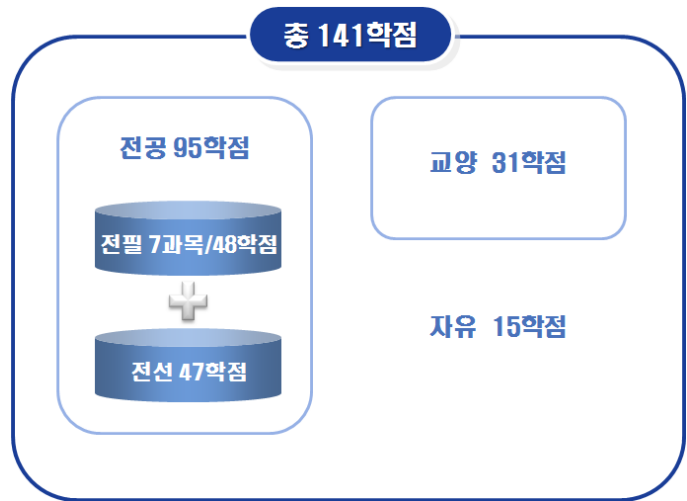 총 141학점
전공 95학점
전필 7과목/48학점
전선 47학점
교양 31학점
자유 15학점